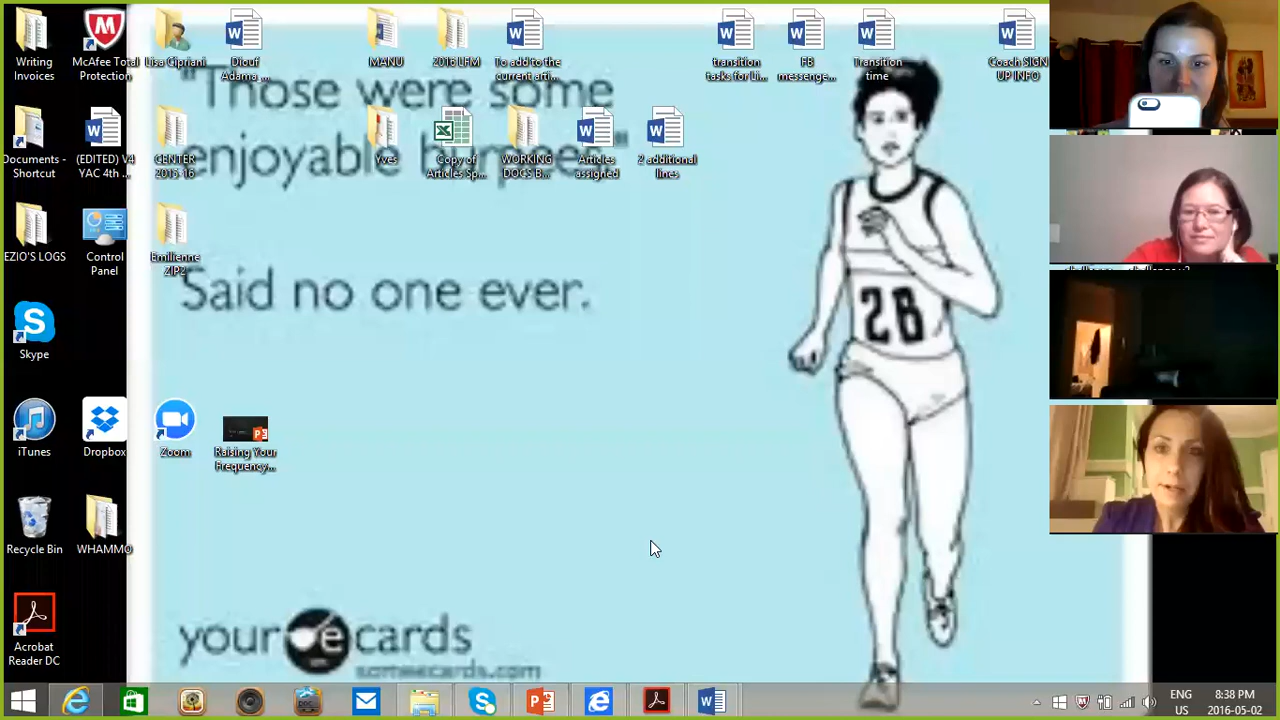 Writing
Invoices
McAfee Total
Protection
Lisa Cipriani
Diouf
Adama ...
MANU
2016 LFM
To add to the
current arti...
transition
tasks for Li...
FB
messenge...
Transition
time
Coach SIGN
UP INFO
"Those were some
enjoyable burpees."
Said no one ever.
Documents -
Shortcut
(EDITED) V4
YAC 4th ...
CENTER
2015-16
Yves
Copy of
Articles Sp...
WORKING
DOCS B...
Articles
assigned
2 additional
lines
EZIO'S LOGS
Control
Panel
Emilienne
ZIP2
Skype
iTunes
Dropbox
Zoom
Raising Your
Frequency...
Recycle Bin
WHAMMO
Acrobat
Reader DC
28
your e cards
someecards.com
ENG
US
8:38 PM
2016-05-02